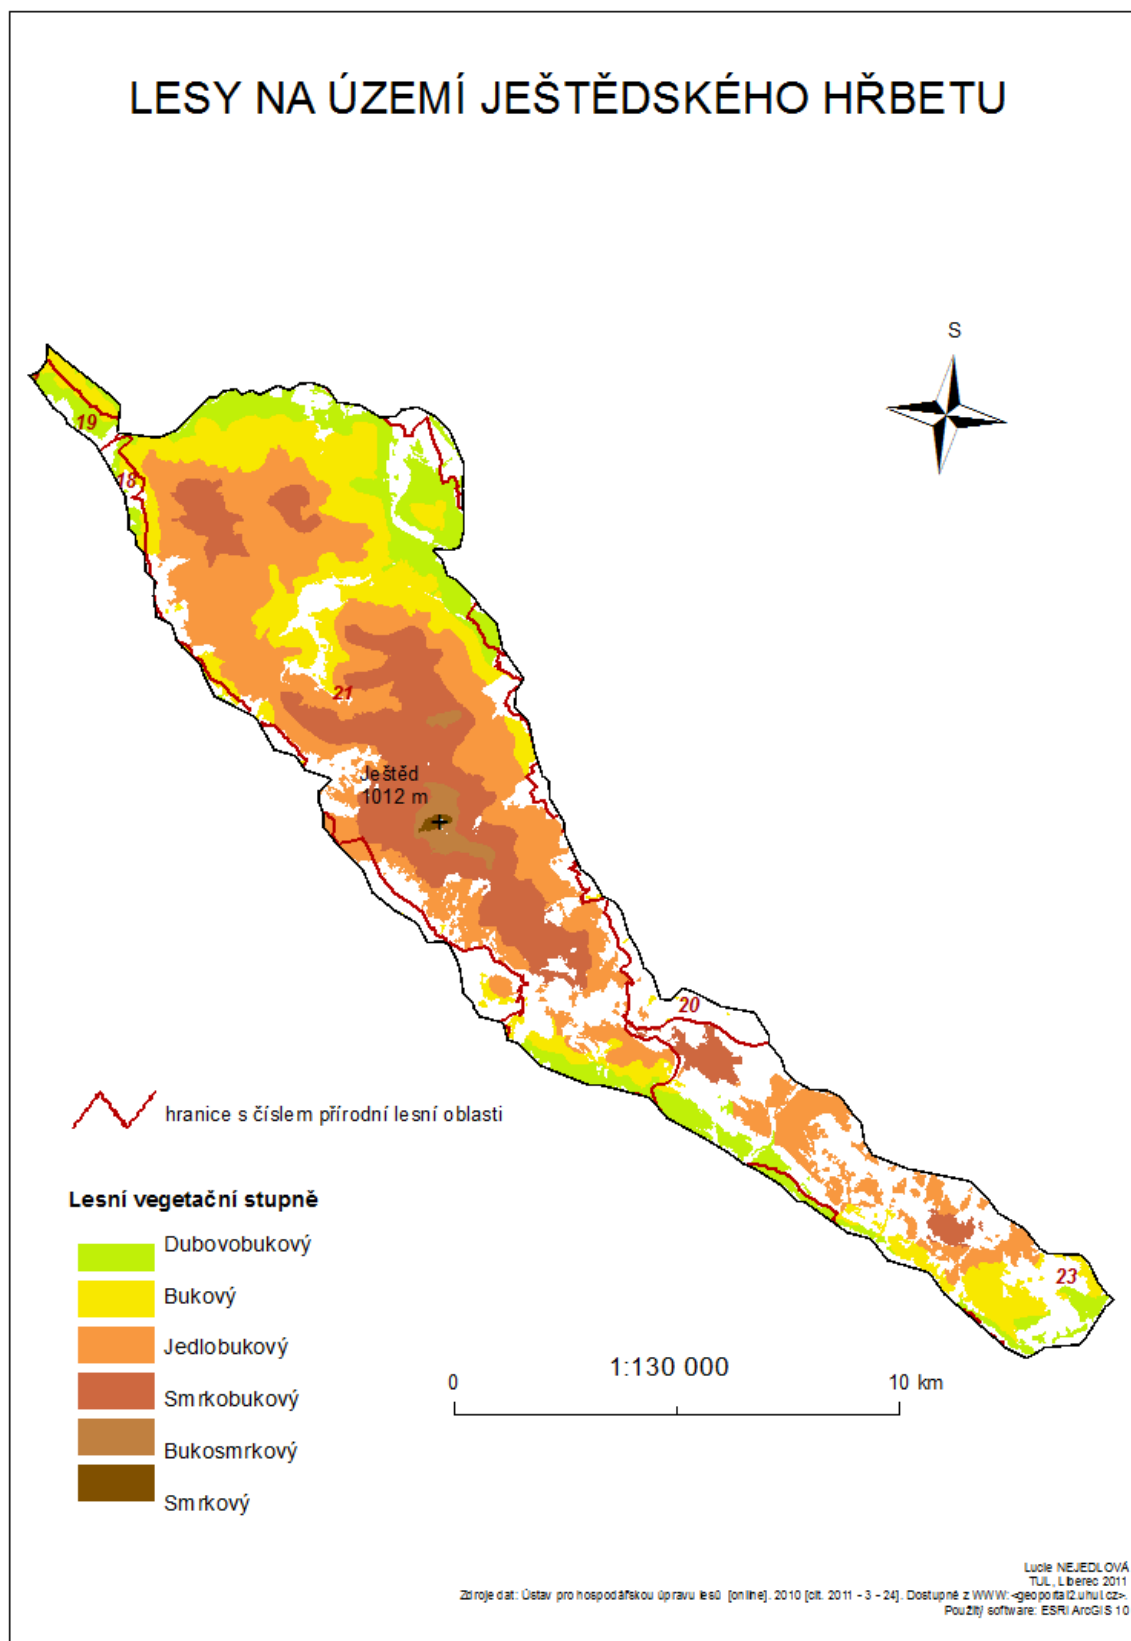 LESY NA ÚZEMÍ JEŠTĚDSKÉHO HŘBETU
S
19
18
21
Ještěd
1012 m
20
23
hranice s číslem přírodní lesní oblasti
Lesní vegetační stupně
Dubovobukový
Bukový
Jedlobukový
Smrkobukový
Bukosmrkový
Smrkový
1:130 000
0
10 km
Lucie NEJEDLOVÁ
TUL, Liberec 2011
Zdroje dat: Ústav pro hospodářskou úpravu lesů [online]. 2010 [cit. 2011 - 3 - 24]. Dostupné z WWW: <geoportal2.uhul.cz>.
Použitý software: ESRI ArcGIS 10